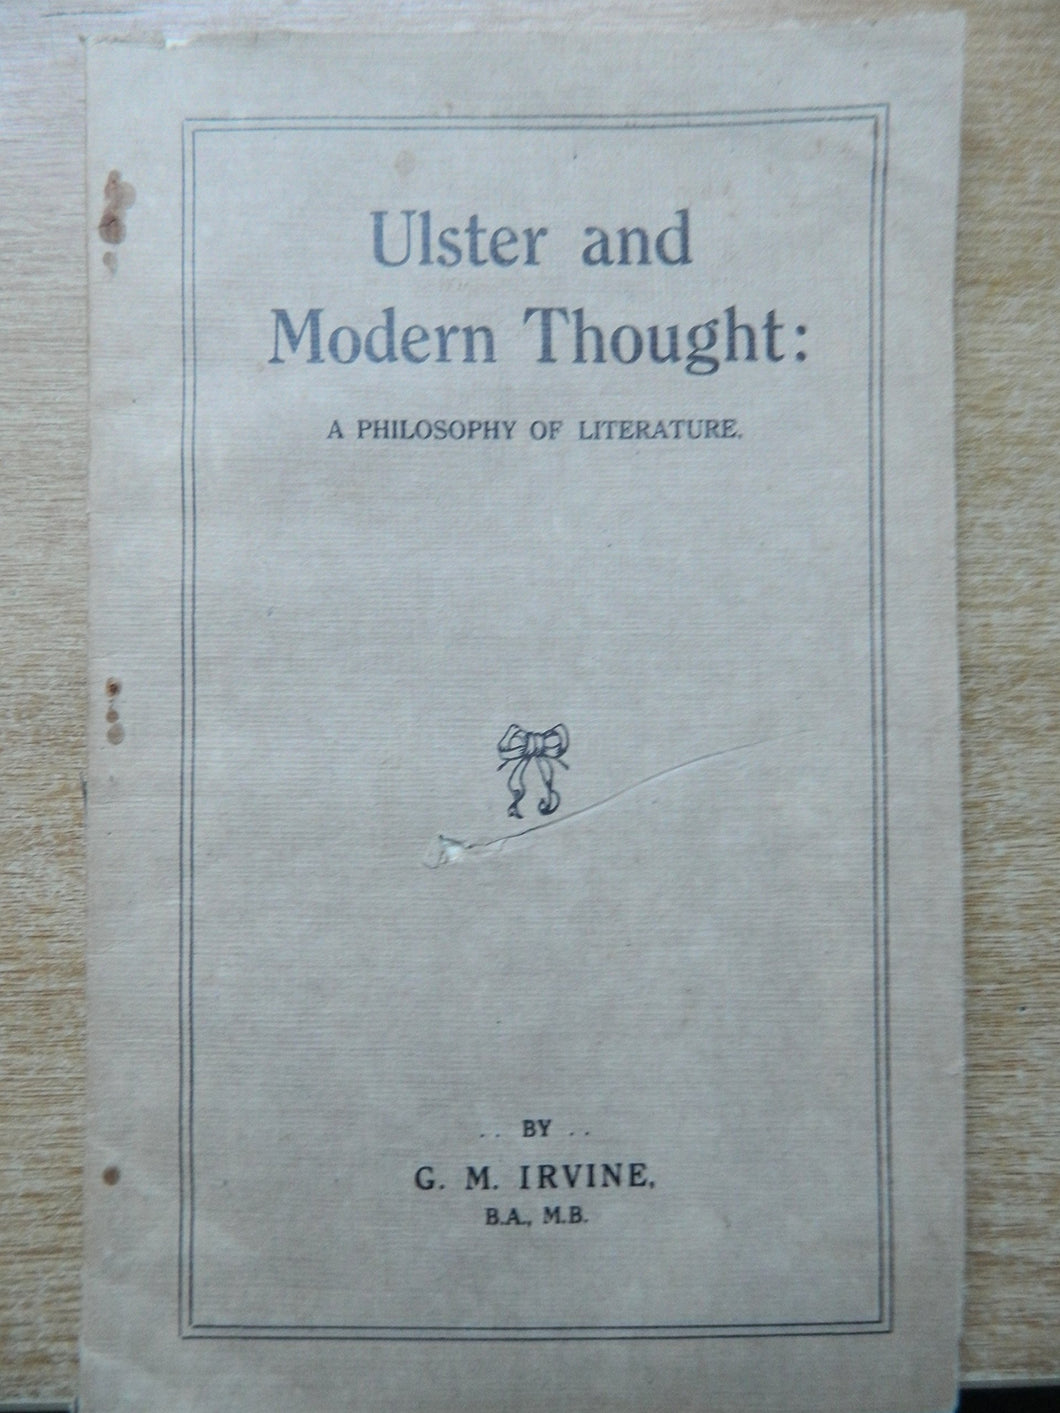 Ulster and
Modern Thought:
A PHILOSOPHY OF LITERATURE.
. . BY . .
G. M. IRVINE,
B.A., M.B.